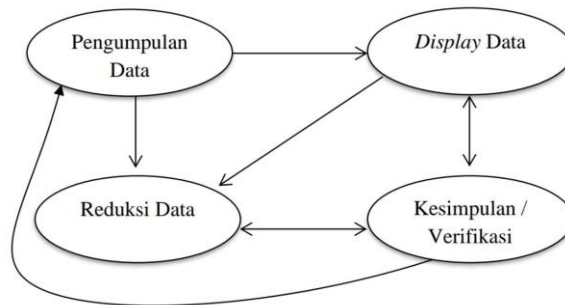 Pengumpulan
Data
Display Data
Reduksi Data
Kesimpulan /
Verifikasi